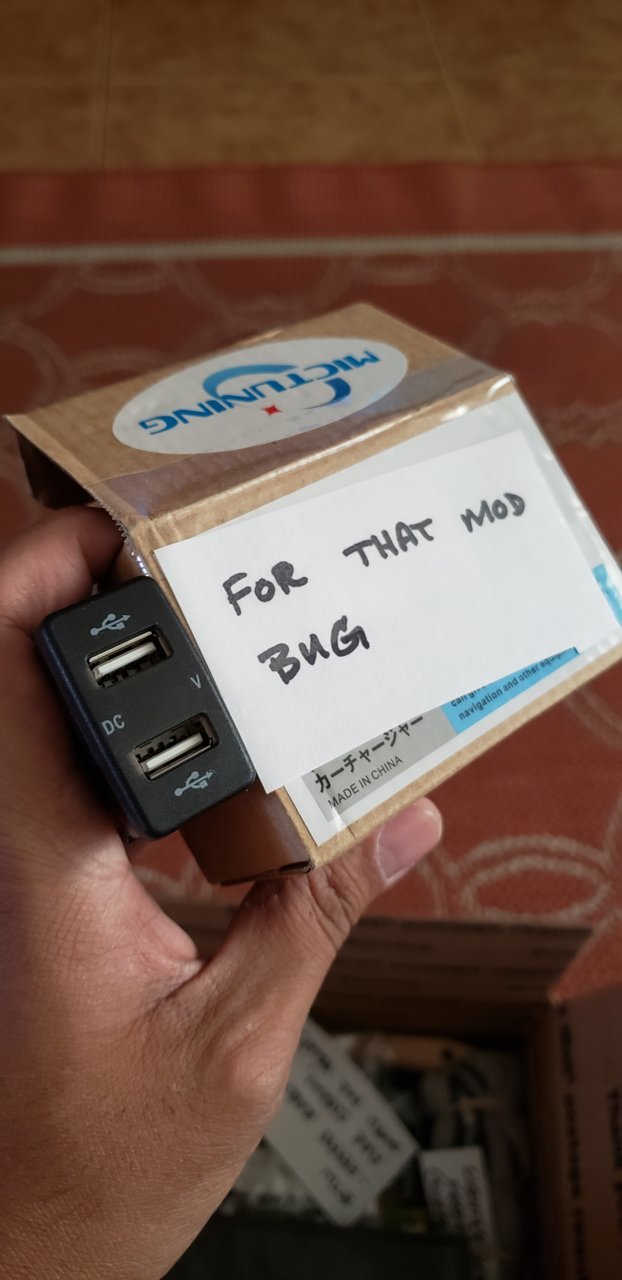 MICTUNING
FOR THAT MOD
BUG
V
DC
navigation and other equip
カーチャージャー
MADE IN CHINA